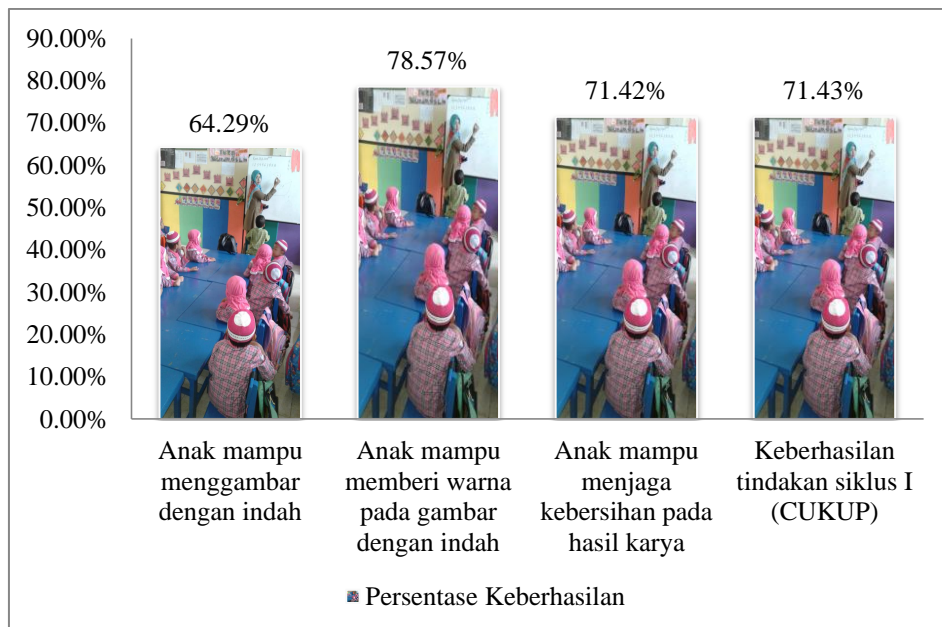 90.00%
80.00%
70.00%
60.00%
50.00%
40.00%
30.00%
20.00%
10.00%
0.00%
64.29%
78.57%
71.42%
71.43%
Anak mampu
menggambar
dengan indah
Anak mampu
memberi warna
pada gambar
dengan indah
Anak mampu
menjaga
kebersihan pada
hasil karya
Keberhasilan
tindakan siklus I
(CUKUP)
Persentase Keberhasilan